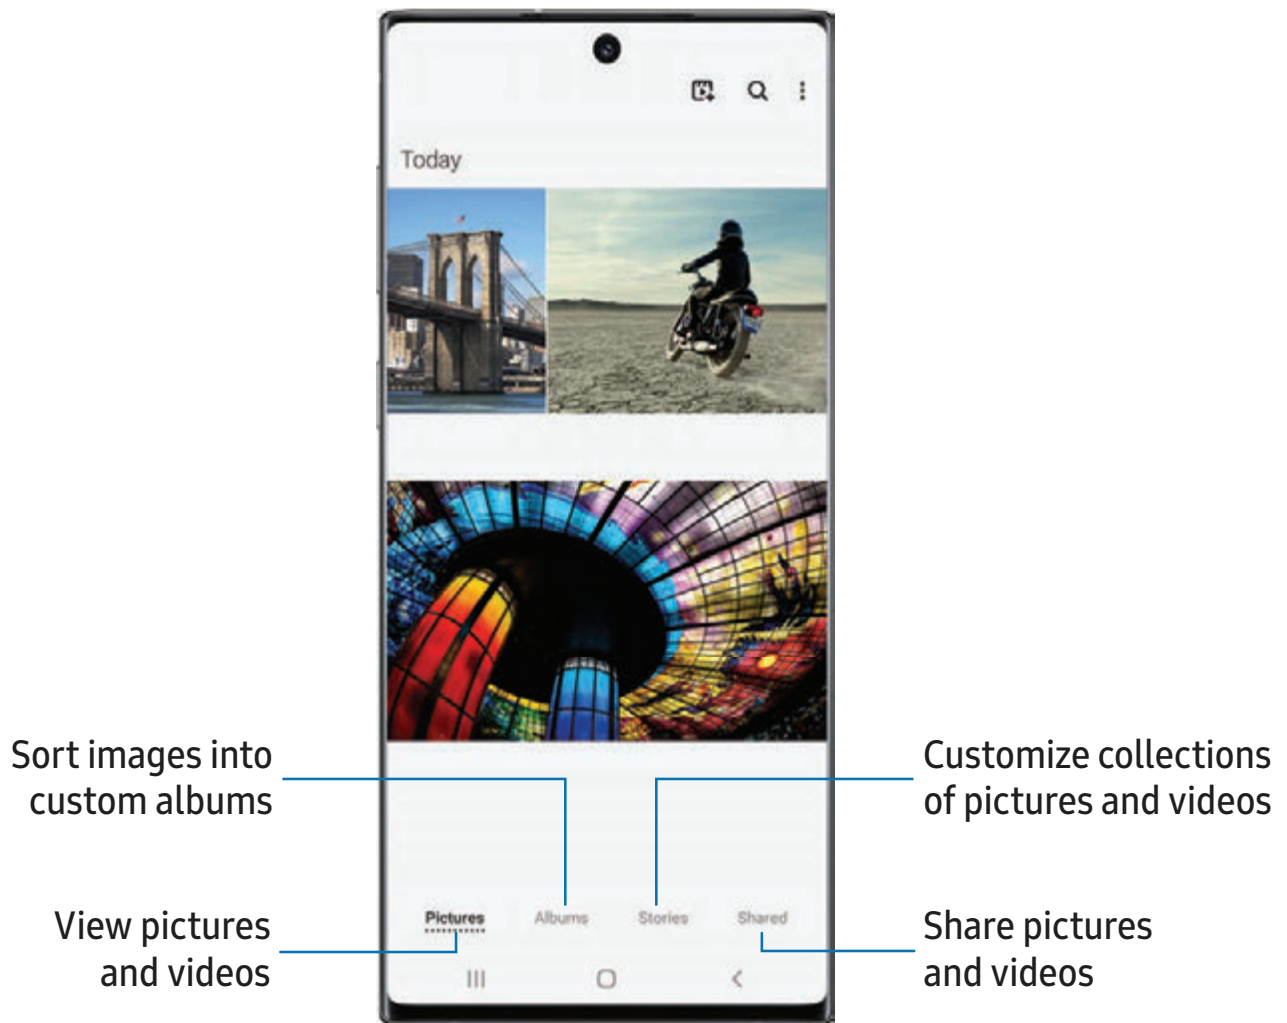 Today
Sort images into
custom albums
Customize collections
of pictures and videos
Pictures
Albums
Stories
Shared
View pictures
and videos
Share pictures
and videos